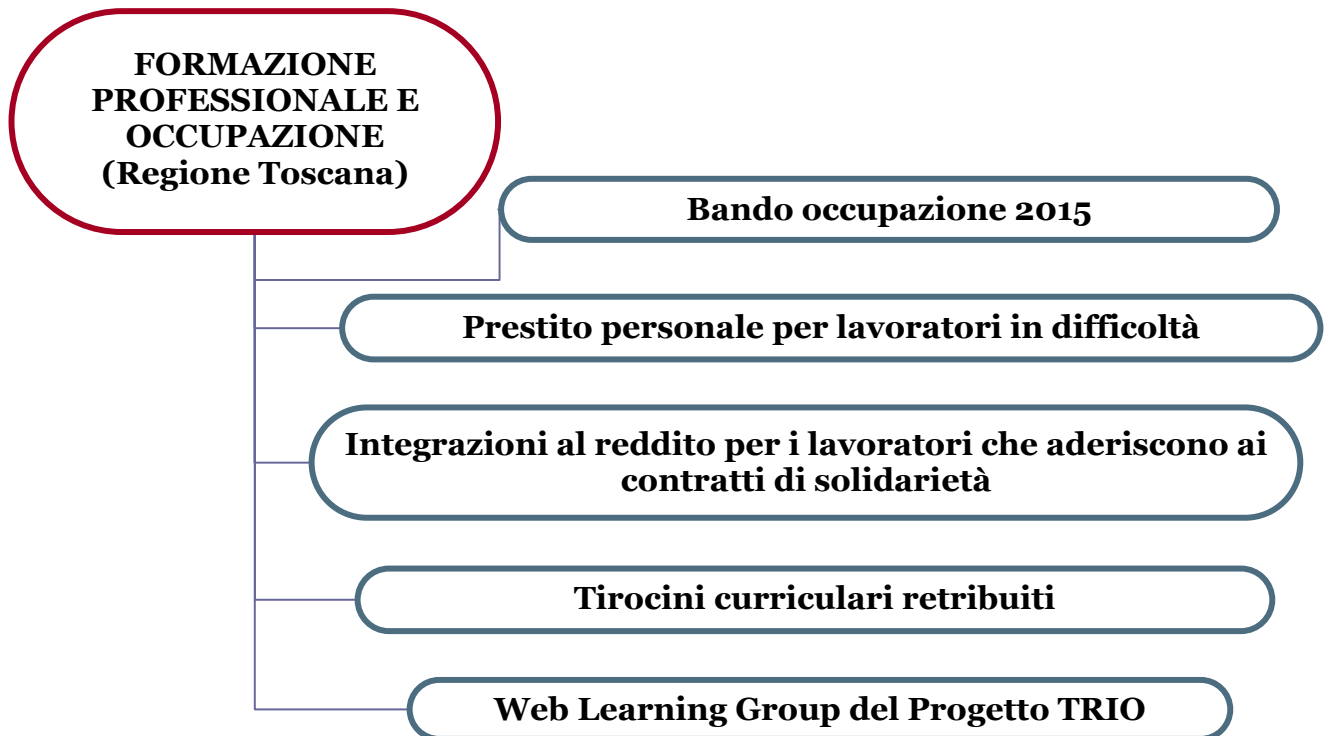 FORMAZIONE
PROFESSIONALE E
OCCUPAZIONE
(Regione Toscana)
Bando occupazione 2015
Prestito personale per lavoratori in difficoltà
Integrazioni al reddito per i lavoratori che aderiscono ai
contratti di solidarietà
Tirocini curriculari retribuiti
Web Learning Group del Progetto TRIO